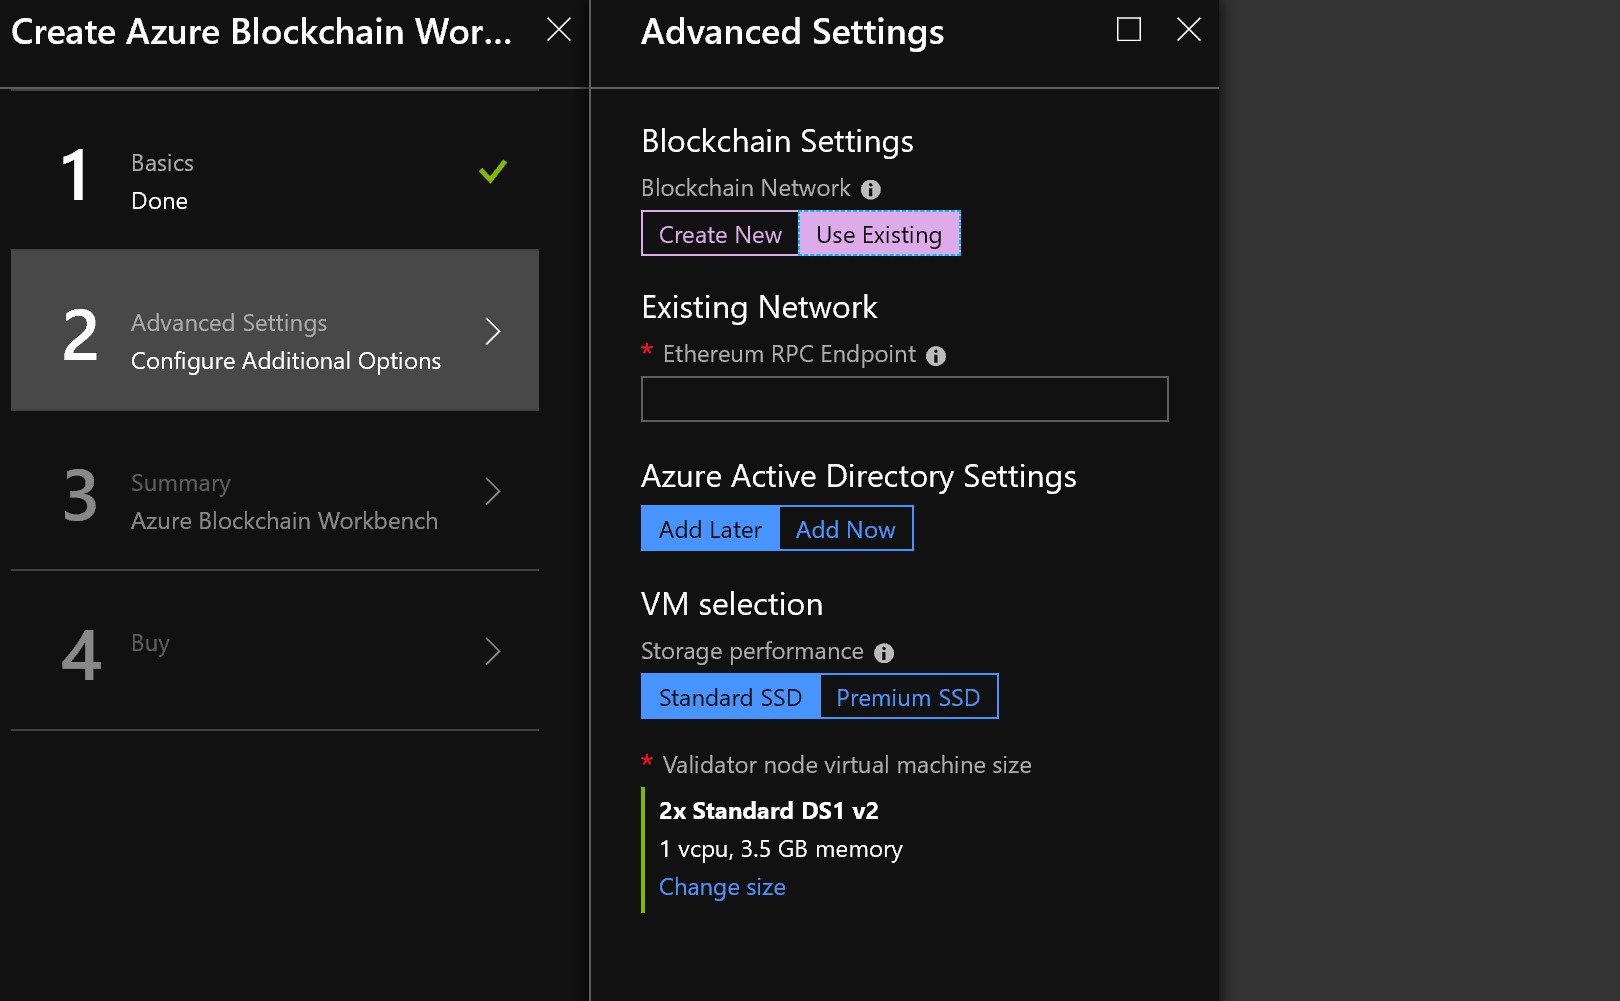 Create Azure Blockchain Wor...
1
Basics
Done
2
Advanced Settings
Configure Additional Options
3
Summary
Azure Blockchain Workbench
4
Buy
Advanced Settings
Blockchain Settings
Blockchain Network
Create New
Use Existing
Existing Network
* Ethereum RPC Endpoint
Azure Active Directory Settings
Add Later
Add Now
VM selection
Storage performance
Standard SSD
Premium SSD
* Validator node virtual machine size
2x Standard DS1 v2
1 vcpu, 3.5 GB memory
Change size